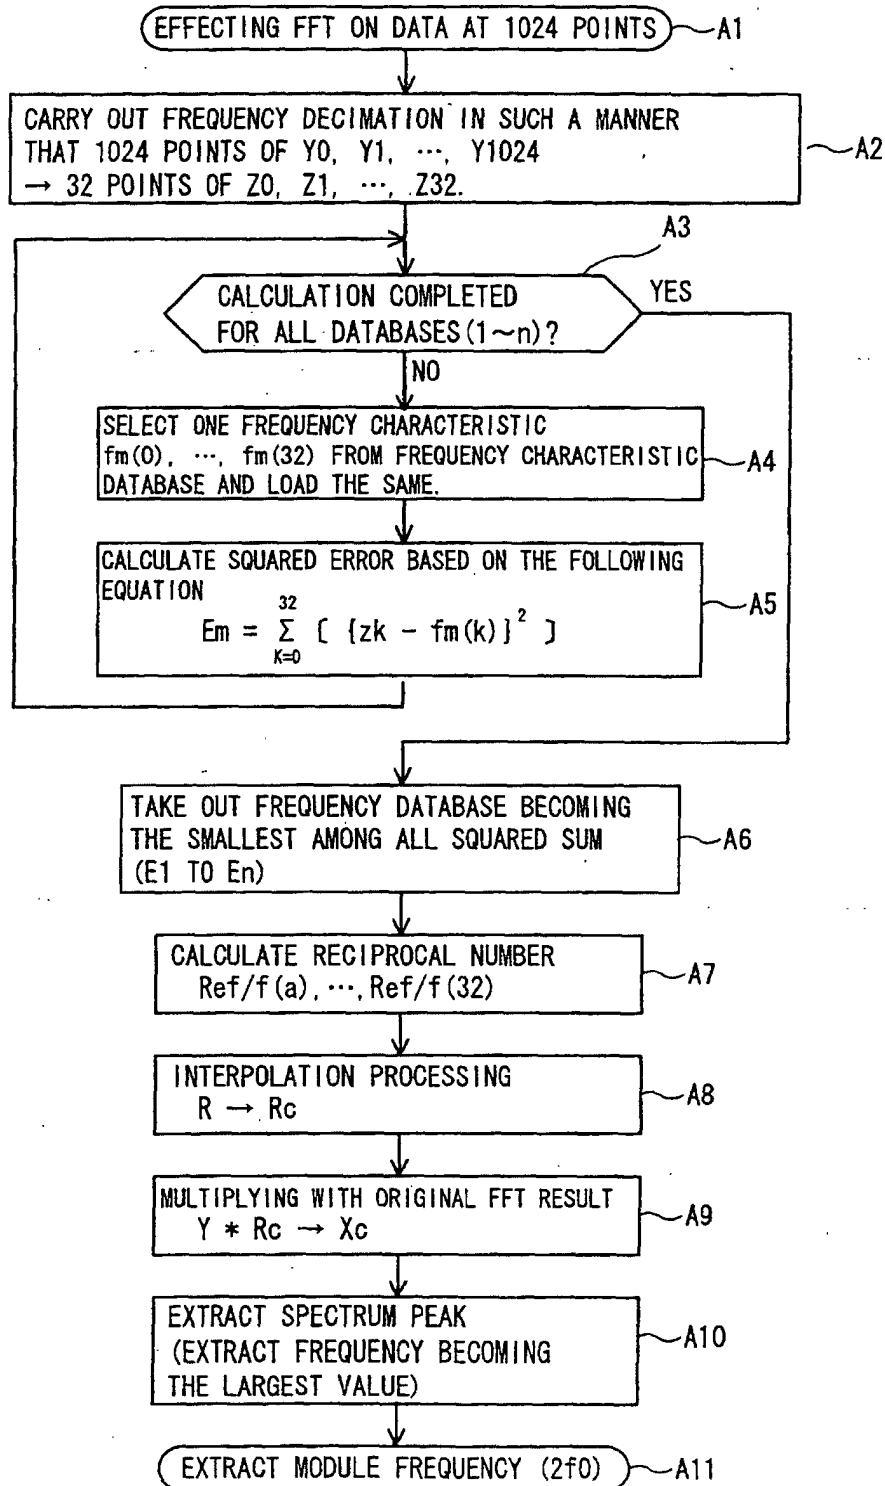 EFFECTING FFT ON DATA AT 1024 POINTS
A1
CARRY OUT FREQUENCY DECIMATION IN SUCH A MANNER
THAT 1024 POINTS OF Y0, Y1, ⋯, Y1024
→ 32 POINTS OF Z0, Z1, ⋯, Z32.
A2
A3
CALCULATION COMPLETED
FOR ALL DATABASES(1~n)?
YES
NO
SELECT ONE FREQUENCY CHARACTERISTIC
fm(0), ⋯, fm(32) FROM FREQUENCY CHARACTERISTIC
DATABASE AND LOAD THE SAME.
A4
CALCULATE SQUARED ERROR BASED ON THE FOLLOWING
EQUATION
Em = 32 Σ K=0 [ {zk - fm(k)}² ]
A5
TAKE OUT FREQUENCY DATABASE BECOMING
THE SMALLEST AMONG ALL SQUARED SUM
(E1 TO En)
A6
CALCULATE RECIPROCAL NUMBER
Ref/f(a), ⋯, Ref/f(32)
A7
INTERPOLATION PROCESSING
R → Rc
A8
MULTIPLYING WITH ORIGINAL FFT RESULT
Y * Rc → Xc
A9
EXTRACT SPECTRUM PEAK
(EXTRACT FREQUENCY BECOMING
THE LARGEST VALUE)
A10
EXTRACT MODULE FREQUENCY (2f0)
A11